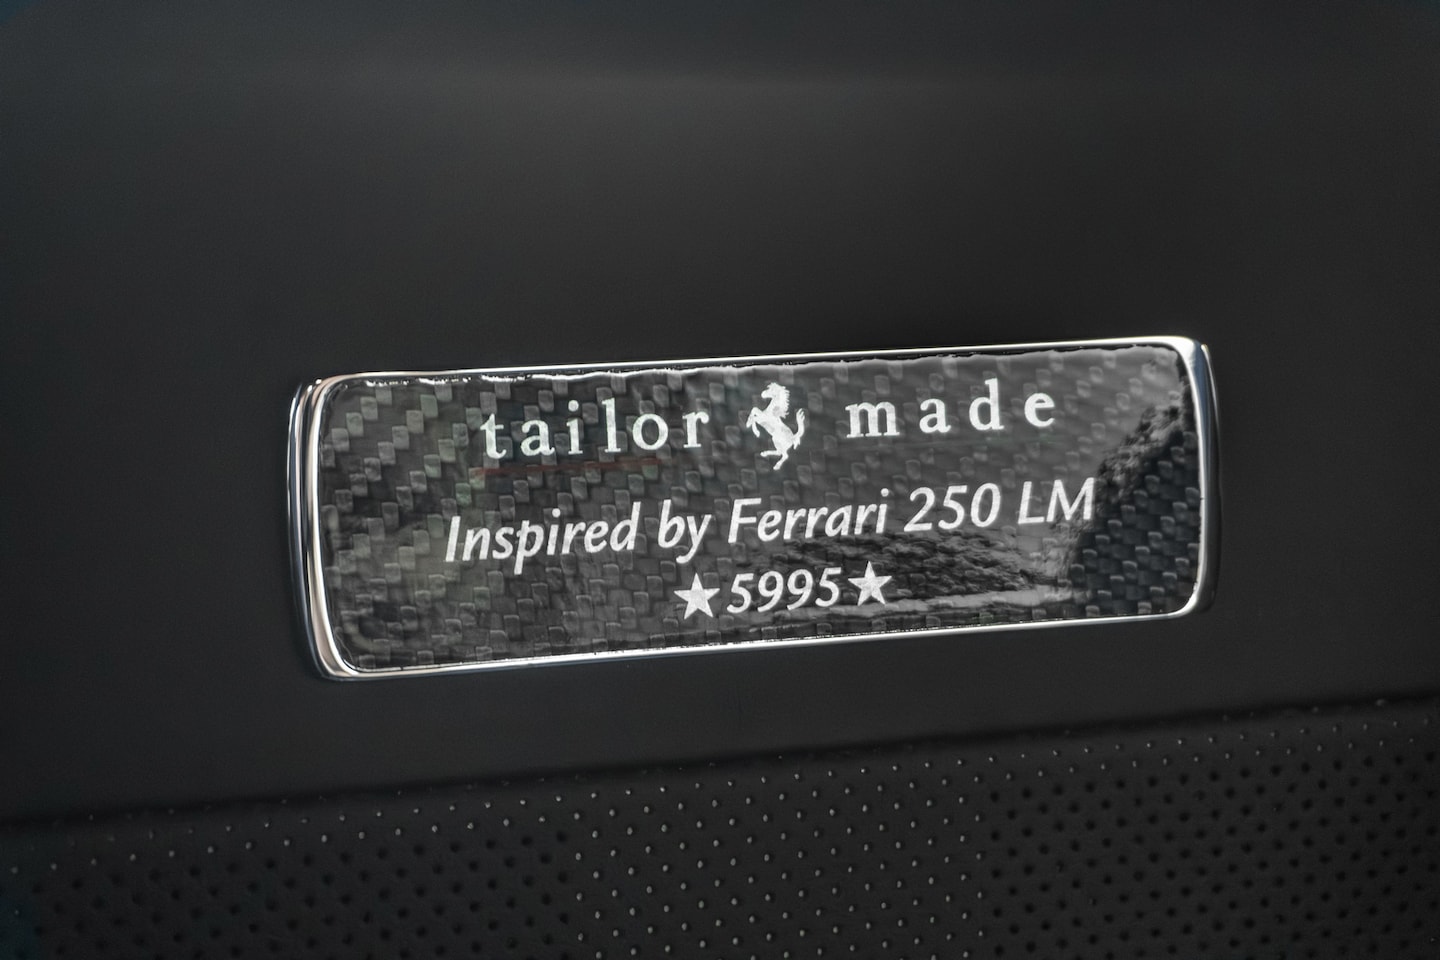 tailor made
Inspired by Ferrari 250 LM
★5995★